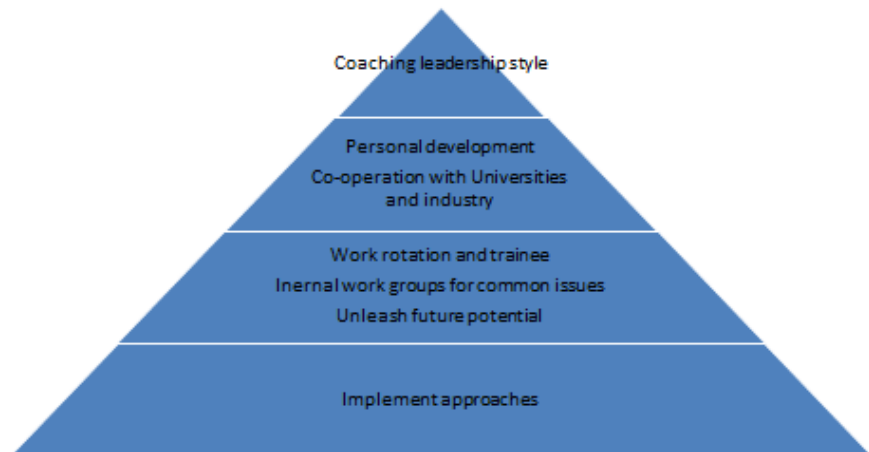 Coaching leadership style
Personal development
Co-operation with Universities
and industry
Work rotation and trainee
Inernal work groups for common issues
Unleash future potential
Implement approaches